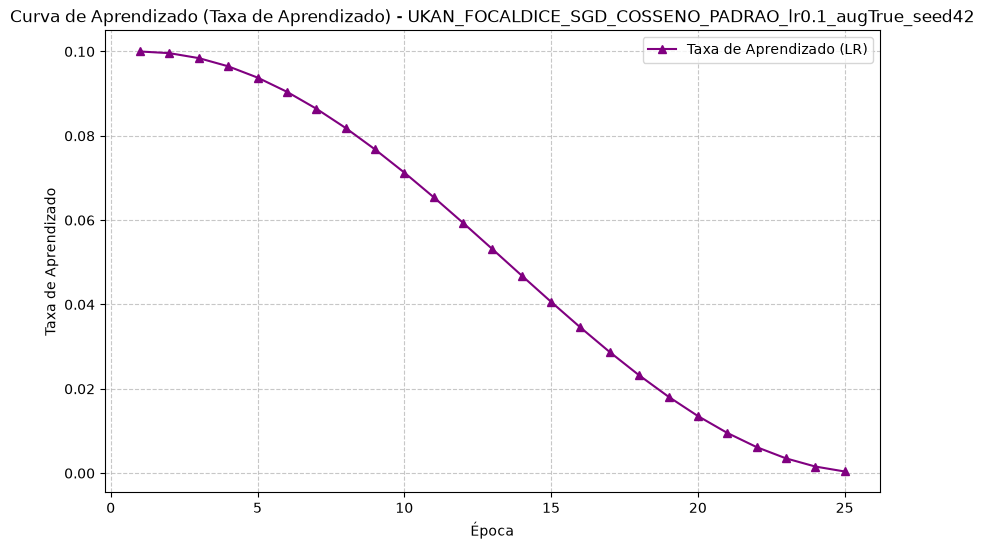 Curva de Aprendizado (Taxa de Aprendizado) - UKAN_FOCALDICE_SGD_COSSENO_PADRAO_lr0.1_augTrue_seed42
Taxa de Aprendizado (LR)
Taxa de Aprendizado
0.10
0.08
0.06
0.04
0.02
0.00
0 5 10 15 20 25
Época